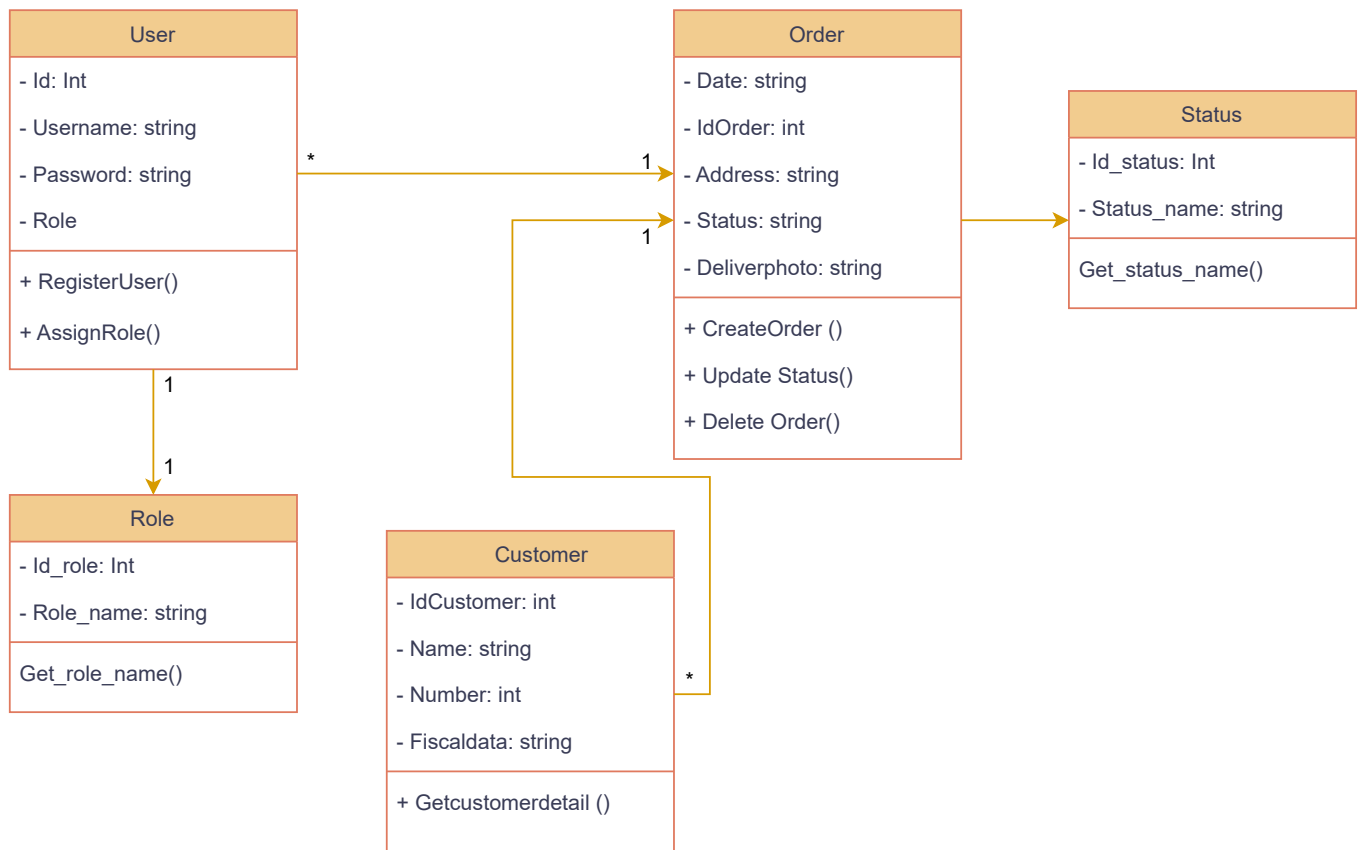 User
- Id: Int
- Username: string
- Password: string
- Role
+ RegisterUser()
+ AssignRole()
*
1
1
1
1
Order
- Date: string
- IdOrder: int
- Address: string
- Status: string
- Deliverphoto: string
+ CreateOrder ()
+ Update Status()
+ Delete Order()
Status
- Id_status: Int
- Status_name: string
Get_status_name()
Role
- Id_role: Int
- Role_name: string
Get_role_name()
Customer
- IdCustomer: int
- Name: string
- Number: int
- Fiscaldata: string
+ Getcustomerdetail ()
*